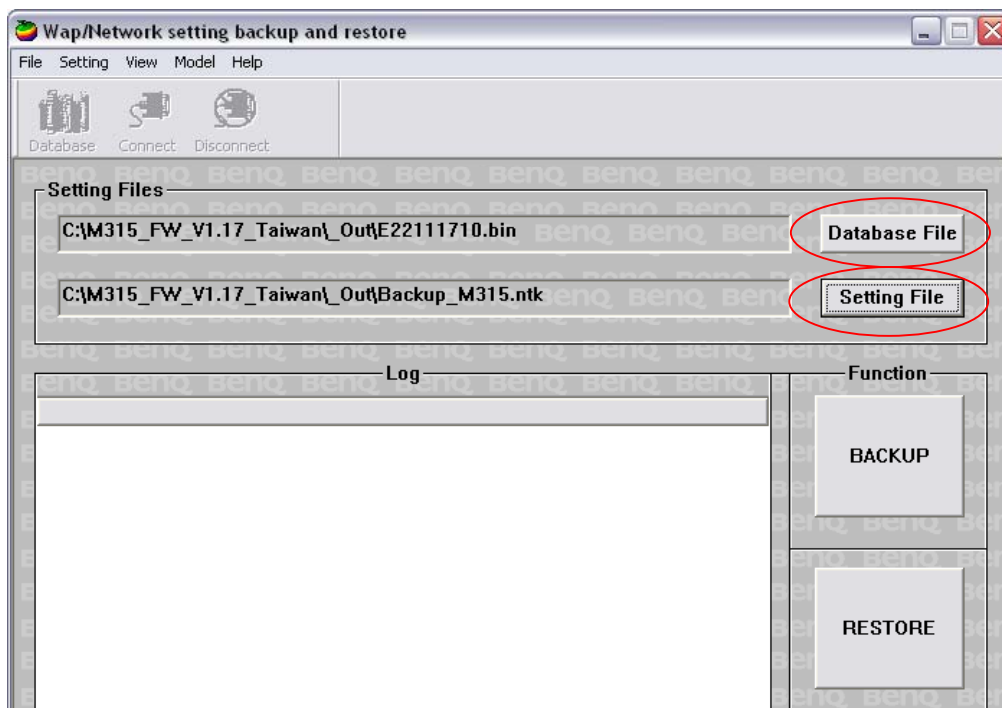 Wap/Network setting backup and restore
File Setting View Model Help
Database Connect Disconnect
Setting Files
C:\M315_FW_V1.17_Taiwan\_Out\E22111710.bin
Database File
C:\M315_FW_V1.17_Taiwan\_Out\Backup_M315.ntk
Setting File
Log
Function
BACKUP
RESTORE
BenQ